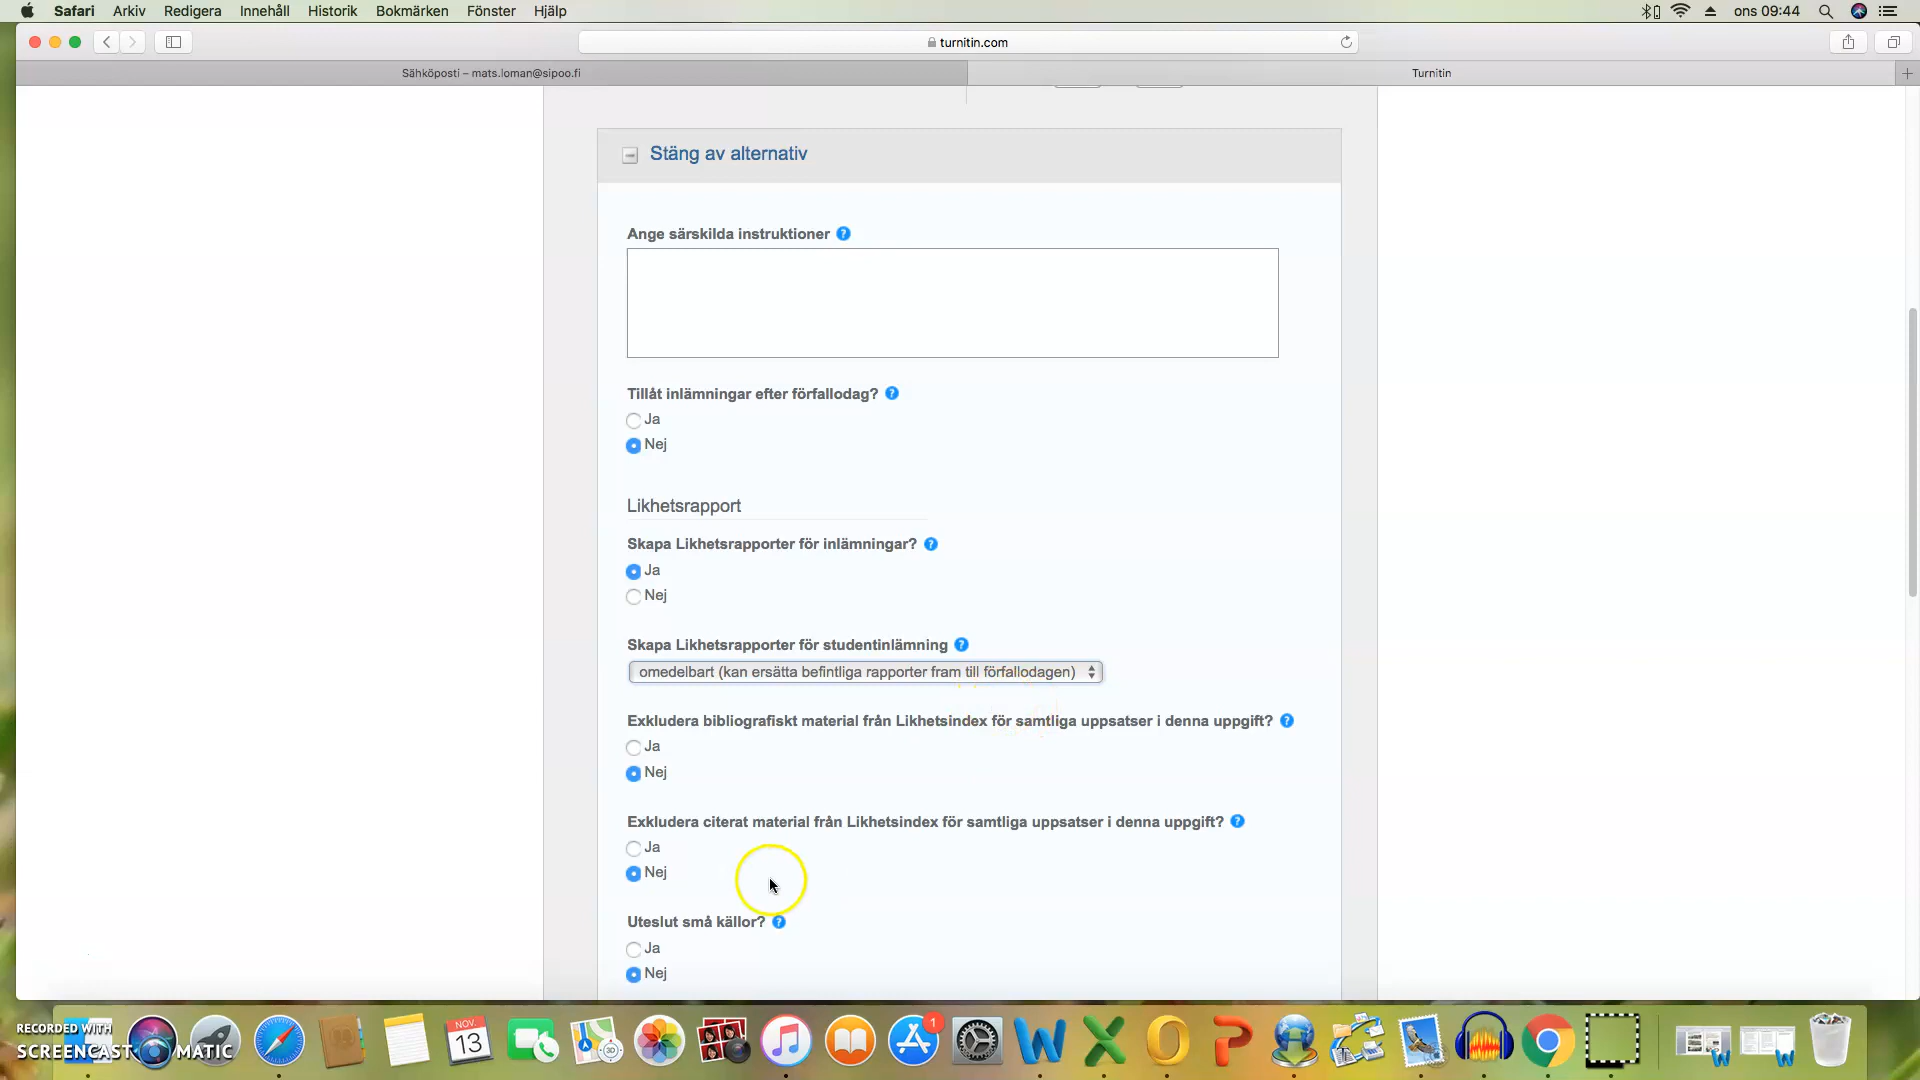 Safari Arkiv Redigera Innehåll Historik Bokmärken Fönster Hjälp ons 09:44
turnitin.com
Sähköposti – mats.loman@sipoo.fi Turnitin
Stäng av alternativ
Ange särskilda instruktioner ?
Tillåt inlämningar efter förfallodag? ?
Ja
Nej
Likhetsrapport
Skapa Likhetsrapporter för inlämningar? ?
Ja
Nej
Skapa Likhetsrapporter för studentinlämning ?
omedelbart (kan ersätta befintliga rapporter fram till förfallodagen)
Exkludera bibliografiskt material från Likhetsindex för samtliga uppsatser i denna uppgift? ?
Ja
Nej
Exkludera citerat material från Likhetsindex för samtliga uppsatser i denna uppgift? ?
Ja
Nej
Uteslut små källor? ?
Ja
Nej
NOV.
13
3D
1
RECORDED WITH
SCREENCAST MATIC